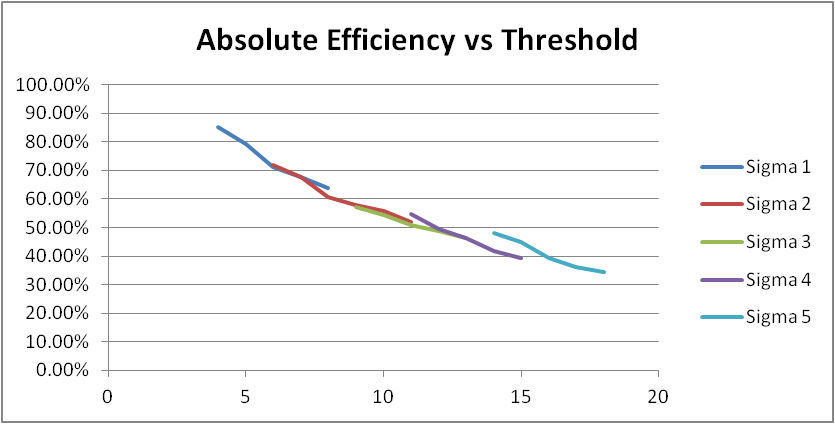 Absolute Efficiency vs Threshold
100.00%
90.00%
80.00%
70.00%
60.00%
50.00%
40.00%
30.00%
20.00%
10.00%
0.00%
0 5 10 15 20
Sigma 1
Sigma 2
Sigma 3
Sigma 4
Sigma 5